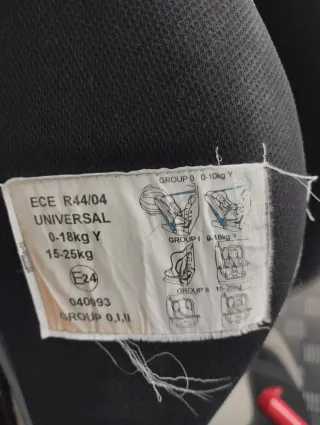 ECE R44/04
UNIVERSAL
0-18kg Y
15-25kg
E24
040093
GROUP 0,I,II
GROUP 0 0-10kg Y
GROUP I 9-18kg Y
GROUP II 15-25kg